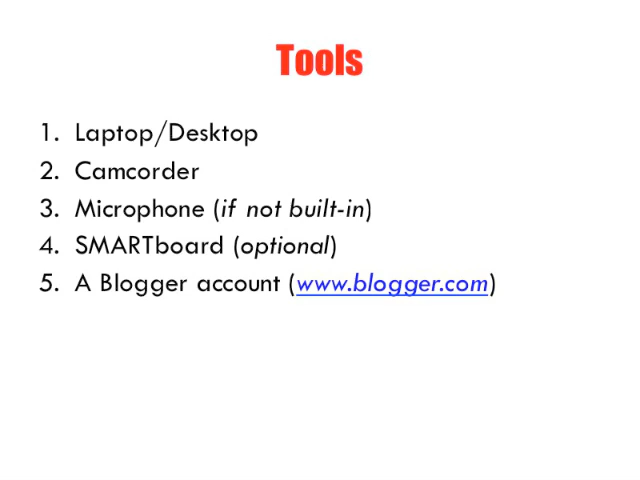 Tools
1. Laptop/Desktop
2. Camcorder
3. Microphone (if not built-in)
4. SMARTboard (optional)
5. A Blogger account (www.blogger.com)